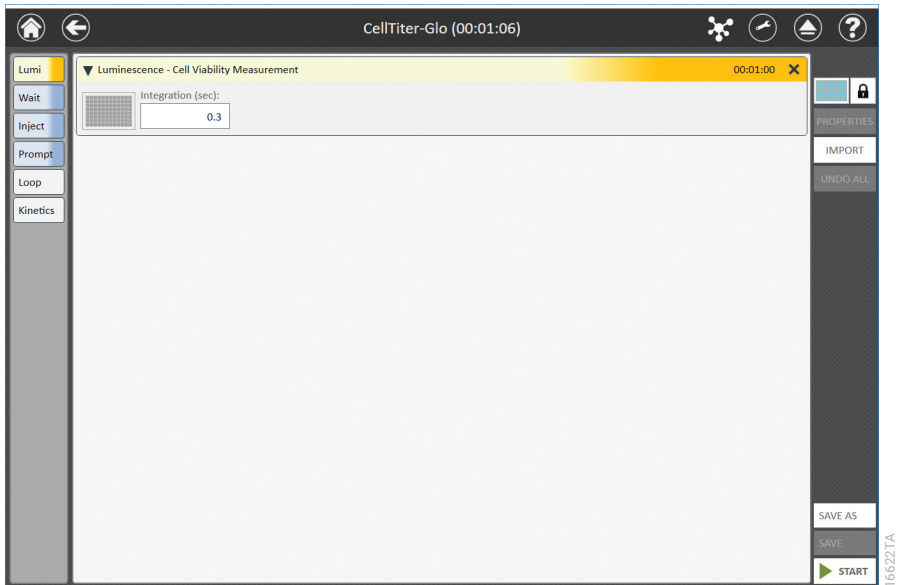 CellTiter-Glo (00:01:06)
?
Lumi
Wait
Inject
Prompt
Loop
Kinetics
Luminescence - Cell Viability Measurement 00:01:00
Integration (sec):
0.3
PROPERTIES
IMPORT
UNDO ALL
SAVE AS
SAVE
START
16622TA